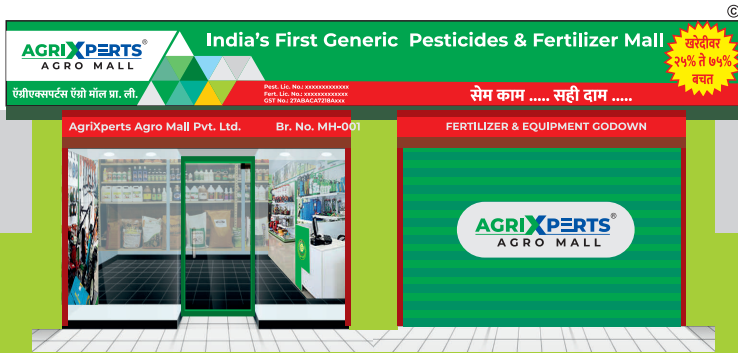 ©
AGRIXPERTS®
AGRO MALL
ऍग्रीएक्सपर्टस ऍग्रो मॉल प्रा. ली.
India's First Generic Pesticides & Fertilizer Mall
खरेदीवर
२५% ते ७५%
बचत
Pest. Lic. No.: xxxxxxxxxxxxx
Fert. Lic. No.: xxxxxxxxxxxxx
GST No.: 27ABACA7218Axxx
सेम काम ..... सही दाम .....
AgriXperts Agro Mall Pvt. Ltd. Br. No. MH-001
FERTILIZER & EQUIPMENT GODOWN
AGRIXPERTS®
AGRO MALL